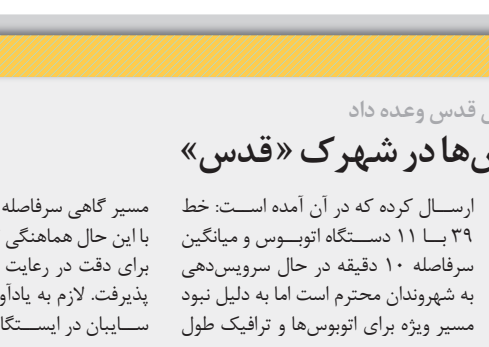 قدس وعده داد
ها در شهرک «قدس»
ارسال کرده که در آن آمده است: خط
۳۹ با ۱۱ دستگاه اتوبوس و میانگین
سرفاصله ۱۰ دقیقه در حال سرویس‌دهی
به شهروندان محترم است اما به دلیل نبود
مسیر ویژه برای اتوبوس‌ها و ترافیک طول
مسیر گاهی سرفاصله
با این حال هماهنگی
برای دقت در رعایت
پذیرفت. لازم به یادآو
سایبان در ایستگا